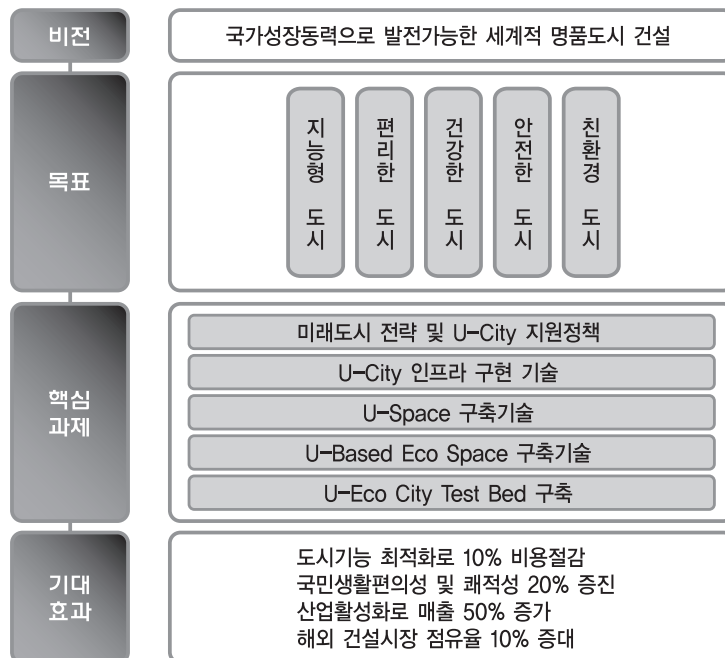 비전
국가성장동력으로 발전가능한 세계적 명품도시 건설
목표
지능형 도시
편리한 도시
건강한 도시
안전한 도시
친환경 도시
핵심
과제
미래도시 전략 및 U-City 지원정책
U-City 인프라 구현 기술
U-Space 구축기술
U-Based Eco Space 구축기술
U-Eco City Test Bed 구축
기대
효과
도시기능 최적화로 10% 비용절감
국민생활편의성 및 쾌적성 20% 증진
산업활성화로 매출 50% 증가
해외 건설시장 점유율 10% 증대